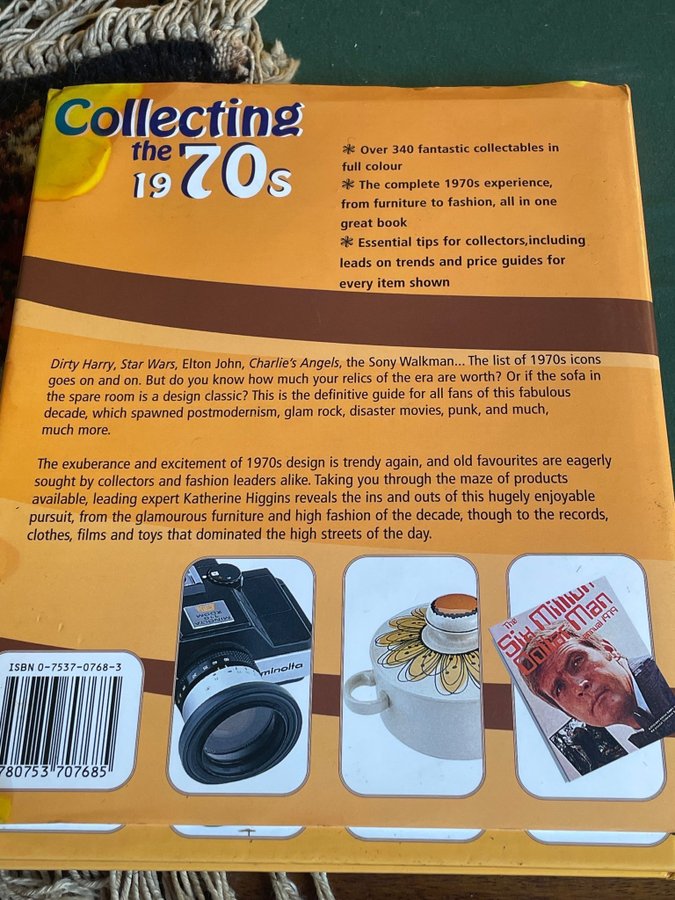 Collecting
the
1970s
✽ Over 340 fantastic collectables in
full colour
✽ The complete 1970s experience,
from furniture to fashion, all in one
great book
✽ Essential tips for collectors,including
leads on trends and price guides for
every item shown
Dirty Harry, Star Wars, Elton John, Charlie's Angels, the Sony Walkman... The list of 1970s icons
goes on and on. But do you know how much your relics of the era are worth? Or if the sofa in
the spare room is a design classic? This is the definitive guide for all fans of this fabulous
decade, which spawned postmodernism, glam rock, disaster movies, punk, and much,
much more.
The exuberance and excitement of 1970s design is trendy again, and old favourites are eagerly
sought by collectors and fashion leaders alike. Taking you through the maze of products
available, leading expert Katherine Higgins reveals the ins and outs of this hugely enjoyable
pursuit, from the glamourous furniture and high fashion of the decade, though to the records,
clothes, films and toys that dominated the high streets of the day.
ISBN 0-7537-0768-3
780753 707685
110
ZOOM
MINOLTA
minolta
The
Six Million
Dollar Man
annual 1979